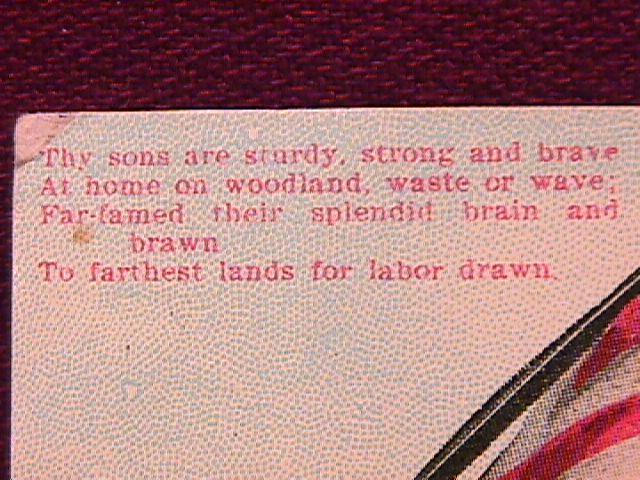 Thy sons are sturdy, strong and brave
At home on woodland, waste or wave;
Far-famed their splendid brain and
brawn
To farthest lands for labor drawn.